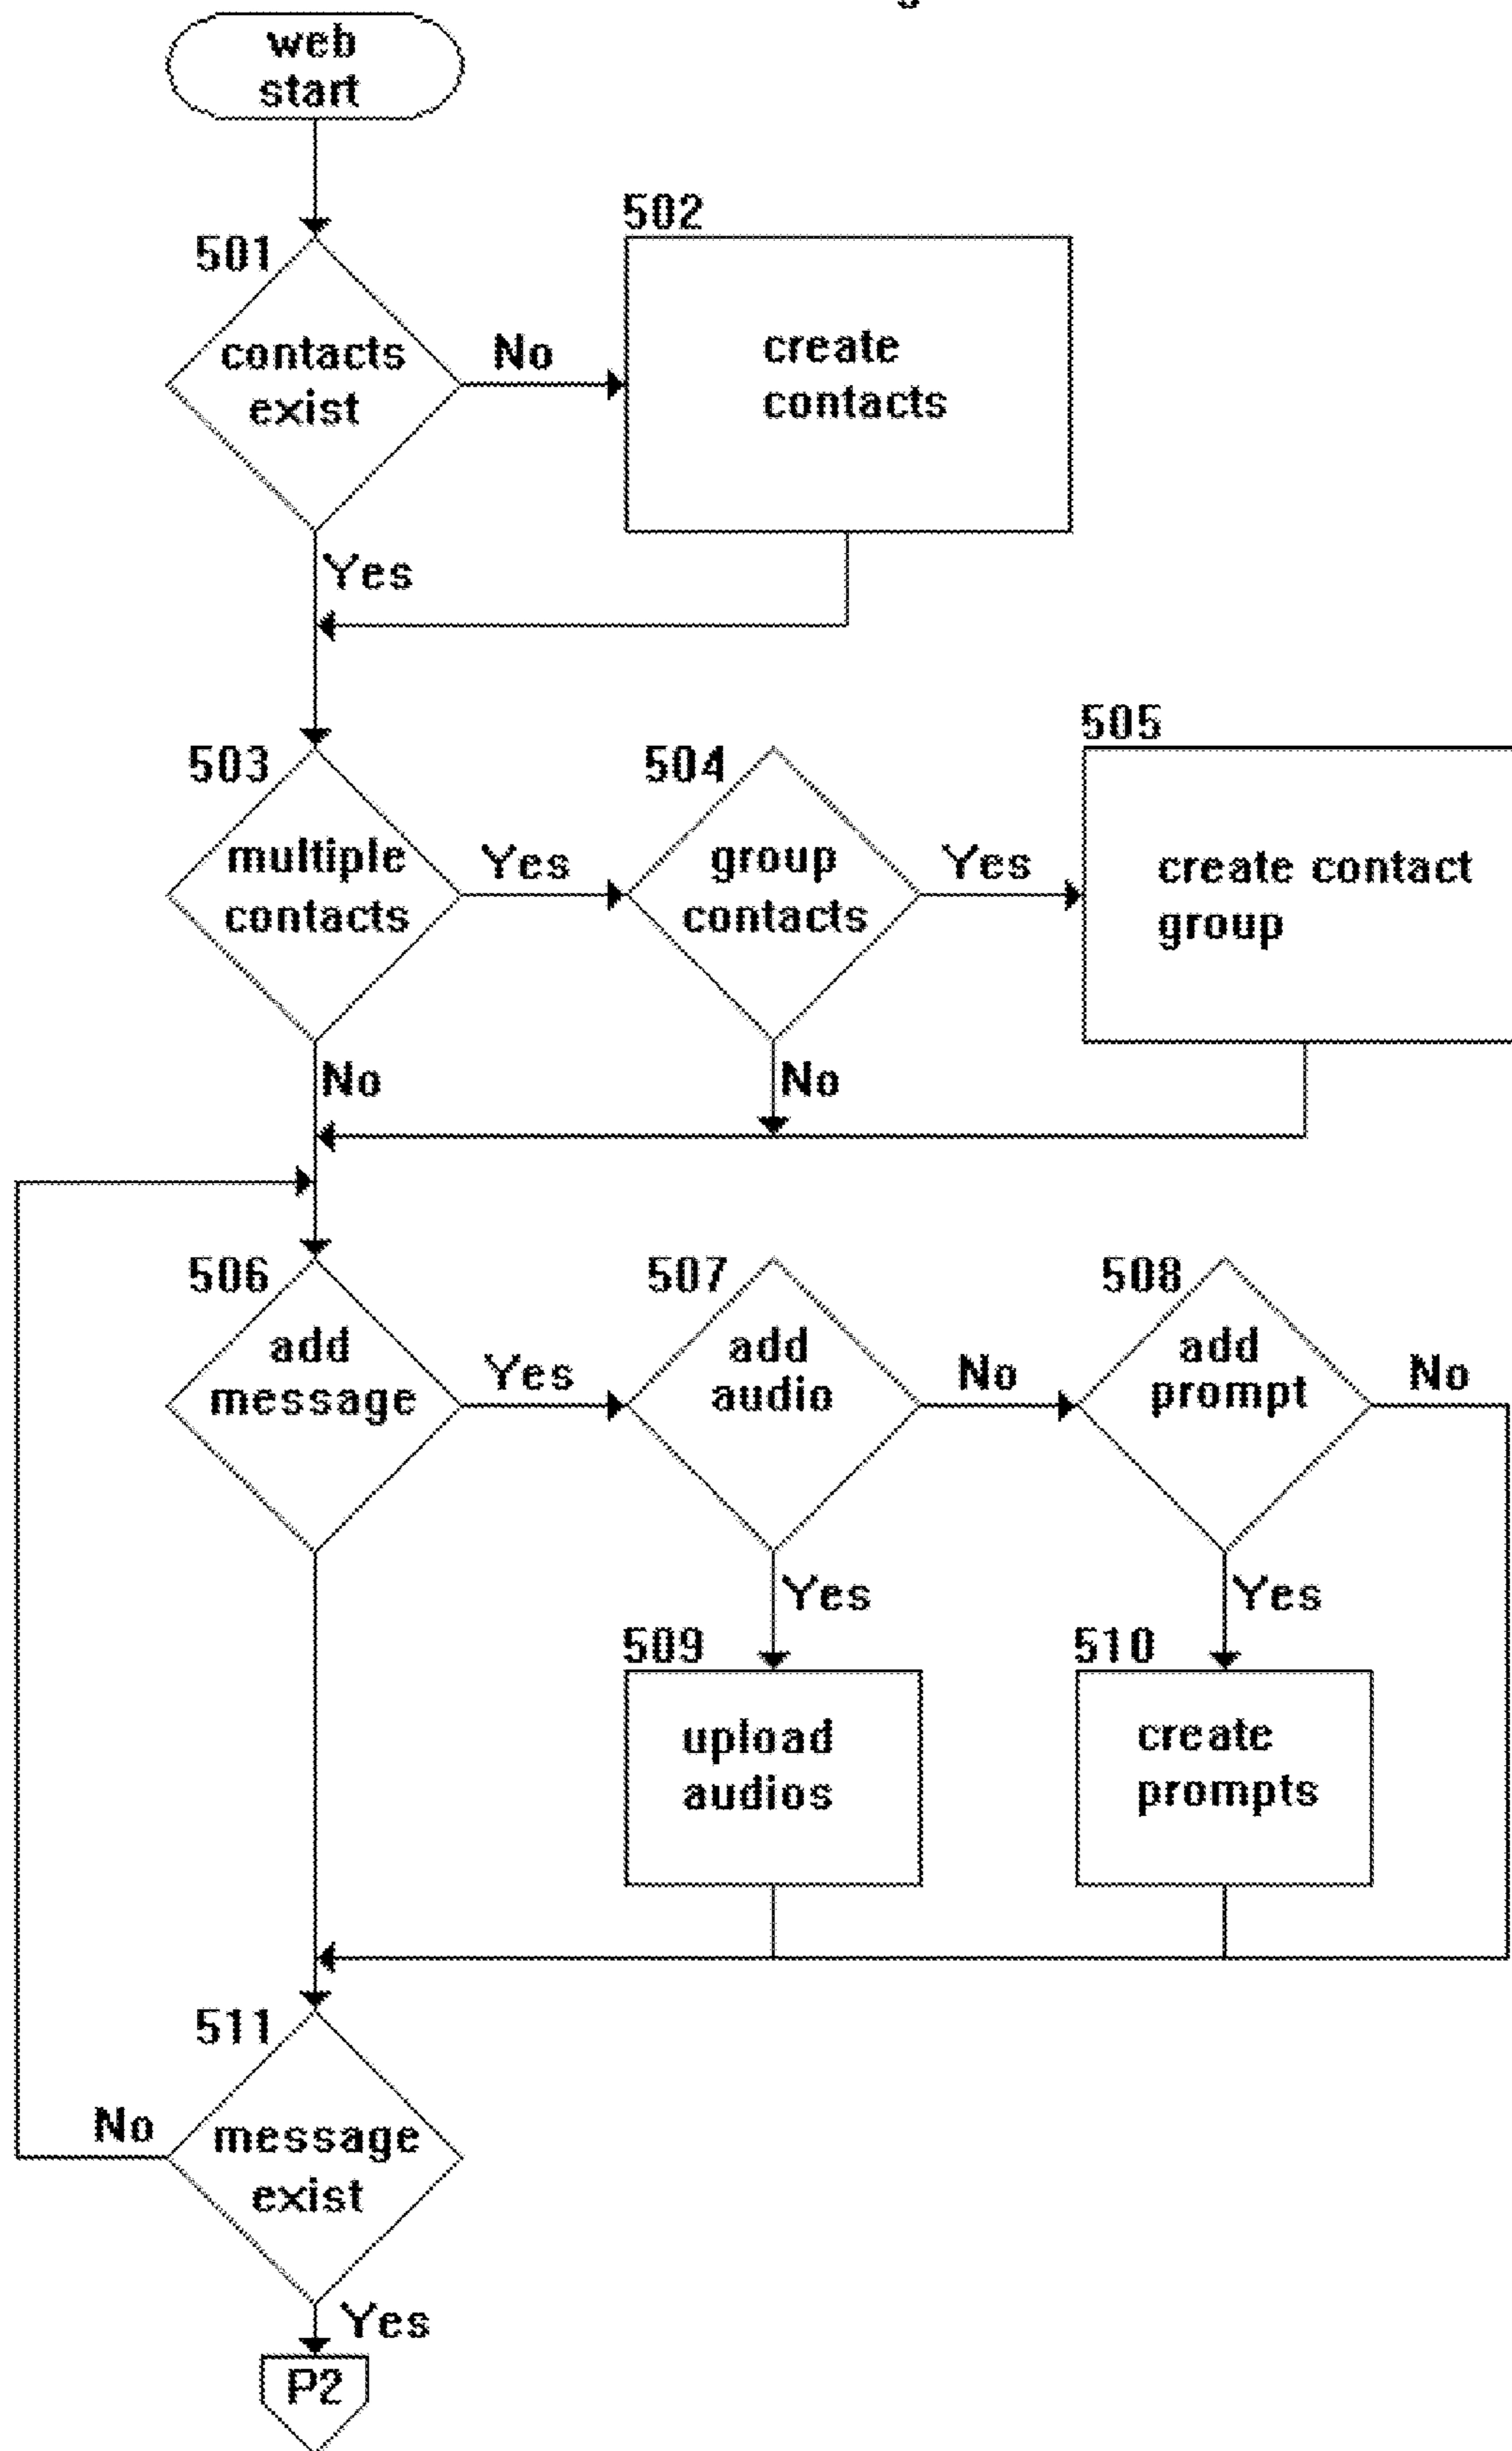 web
start
501
contacts
exist
No
502
create
contacts
Yes
503
multiple
contacts
Yes
504
group
contacts
Yes
505
create contact
group
No
No
506
add
message
Yes
507
add
audio
No
508
add
prompt
No
Yes
Yes
509
upload
audios
510
create
prompts
511
message
exist
No
Yes
P2